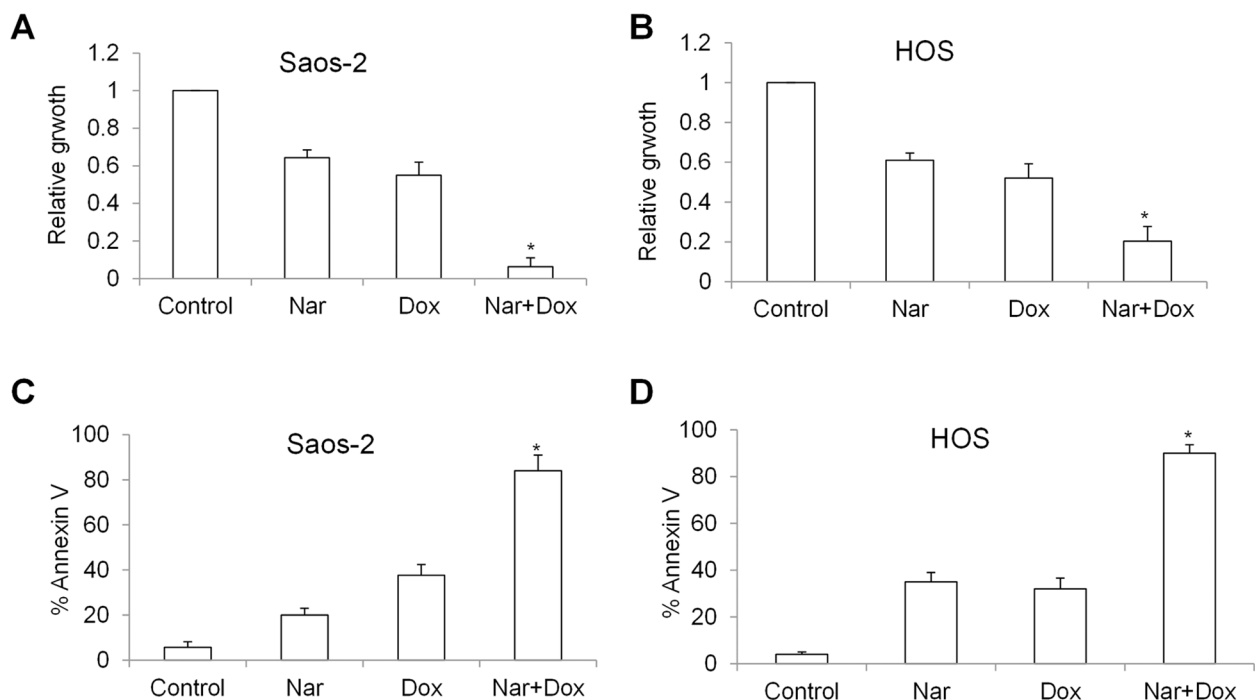 A
Saos-2
Relative grwoth
1.2
1
0.8
0.6
0.4
0.2
0
*
Control Nar Dox Nar+Dox
B
HOS
Relative grwoth
1.2
1
0.8
0.6
0.4
0.2
0
*
Control Nar Dox Nar+Dox
C
Saos-2
% Annexin V
100
80
60
40
20
0
*
Control Nar Dox Nar+Dox
D
HOS
% Annexin V
100
80
60
40
20
0
*
Control Nar Dox Nar+Dox